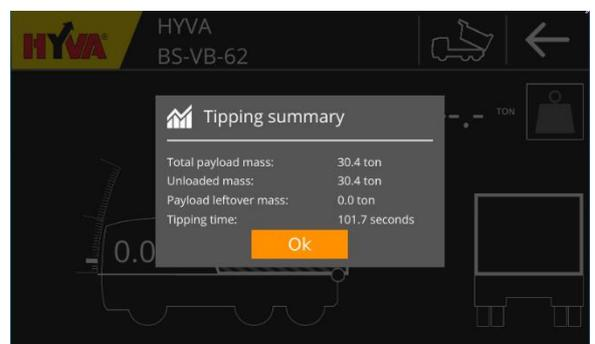 HYVA
HYVA
BS-VB-62
Tipping summary
-.- TON
Total payload mass: 30.4 ton
Unloaded mass: 30.4 ton
Payload leftover mass: 0.0 ton
Tipping time: 101.7 seconds
Ok
0.0